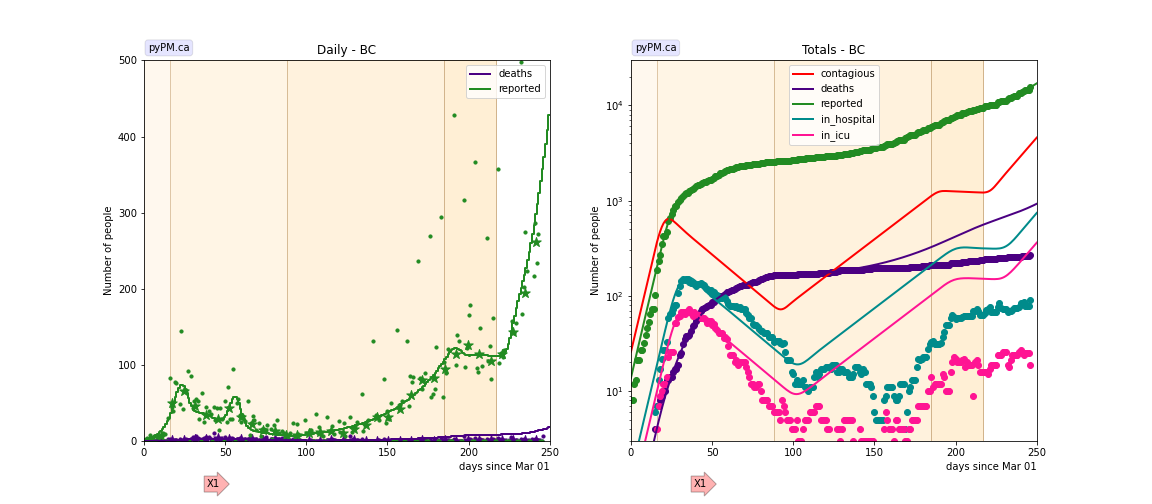 pyPM.ca
Daily - BC
deaths
reported
Number of people
500
400
300
200
100
0
0 50 100 150 200 250
days since Mar 01
X1
pyPM.ca
Totals - BC
contagious
deaths
reported
in_hospital
in_icu
Number of people
10⁴
10³
10²
10¹
0 50 100 150 200 250
days since Mar 01
X1